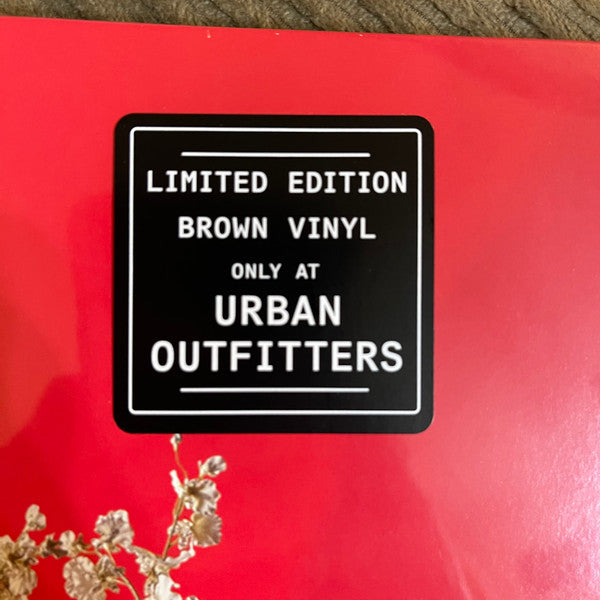 LIMITED EDITION
BROWN VINYL
ONLY AT
URBAN
OUTFITTERS